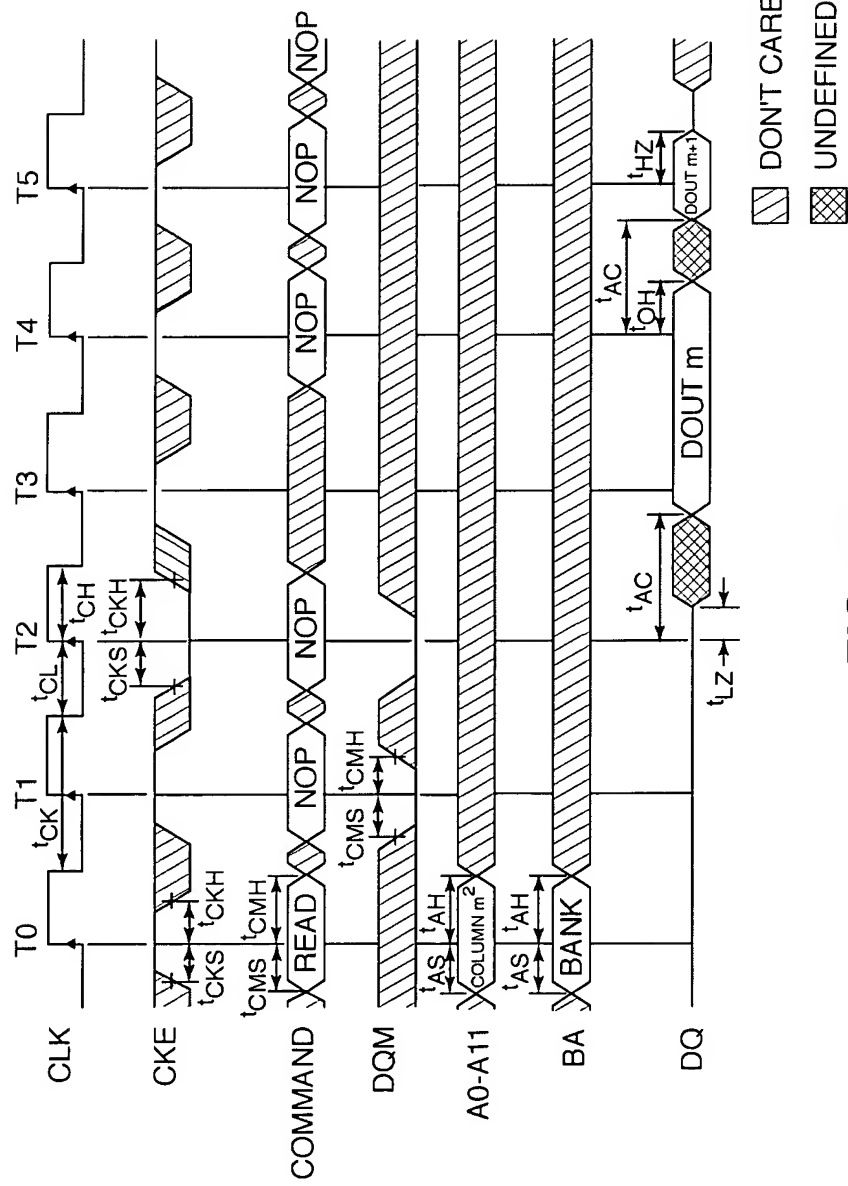 T0 T1 T2 T3 T4 T5
CLK
tCK tCL tCH
CKE
tCKS tCKH tCKS tCKH
COMMAND
READ NOP NOP NOP NOP NOP
tCMS tCMH
DQM
tCMS tCMH
A0-A11
COLUMN m2
tAS tAH
BA
BANK
tAS tAH
DQ
DOUT m DOUT m+1
tLZ tAC tOH tAC tHZ
DON'T CARE
UNDEFINED